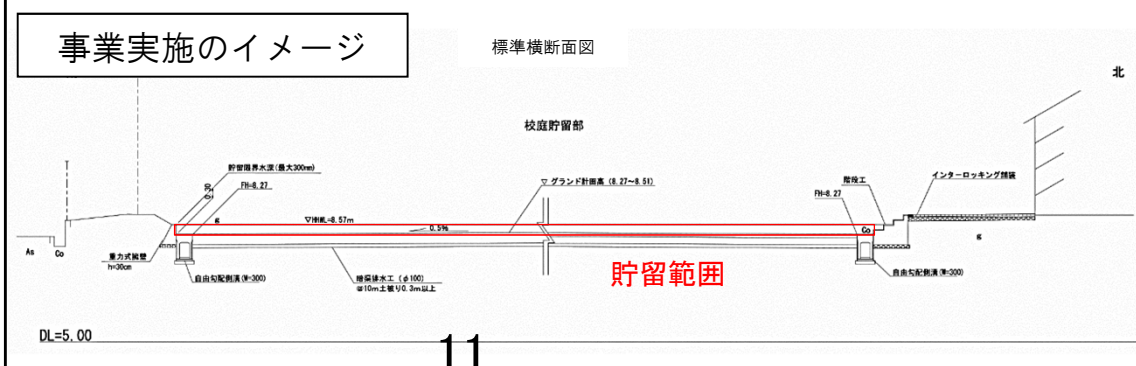 事業実施のイメージ
標準横断面図
北
校庭貯留部
貯留限界水深(最大300mm)
0.30
FH=8.27
▽グランド計画高 (8.27~8.51)
階段工
インターロッキング舗装
FH=8.27
g
▽HWL=8.57m
0.5%
Co
g
As
Co
重力式擁壁
h=30cm
自由勾配側溝(W=300)
暗渠排水工 (φ100)
@10m土被り0.3m以上
貯留範囲
自由勾配側溝(W=300)
DL=5.00
11